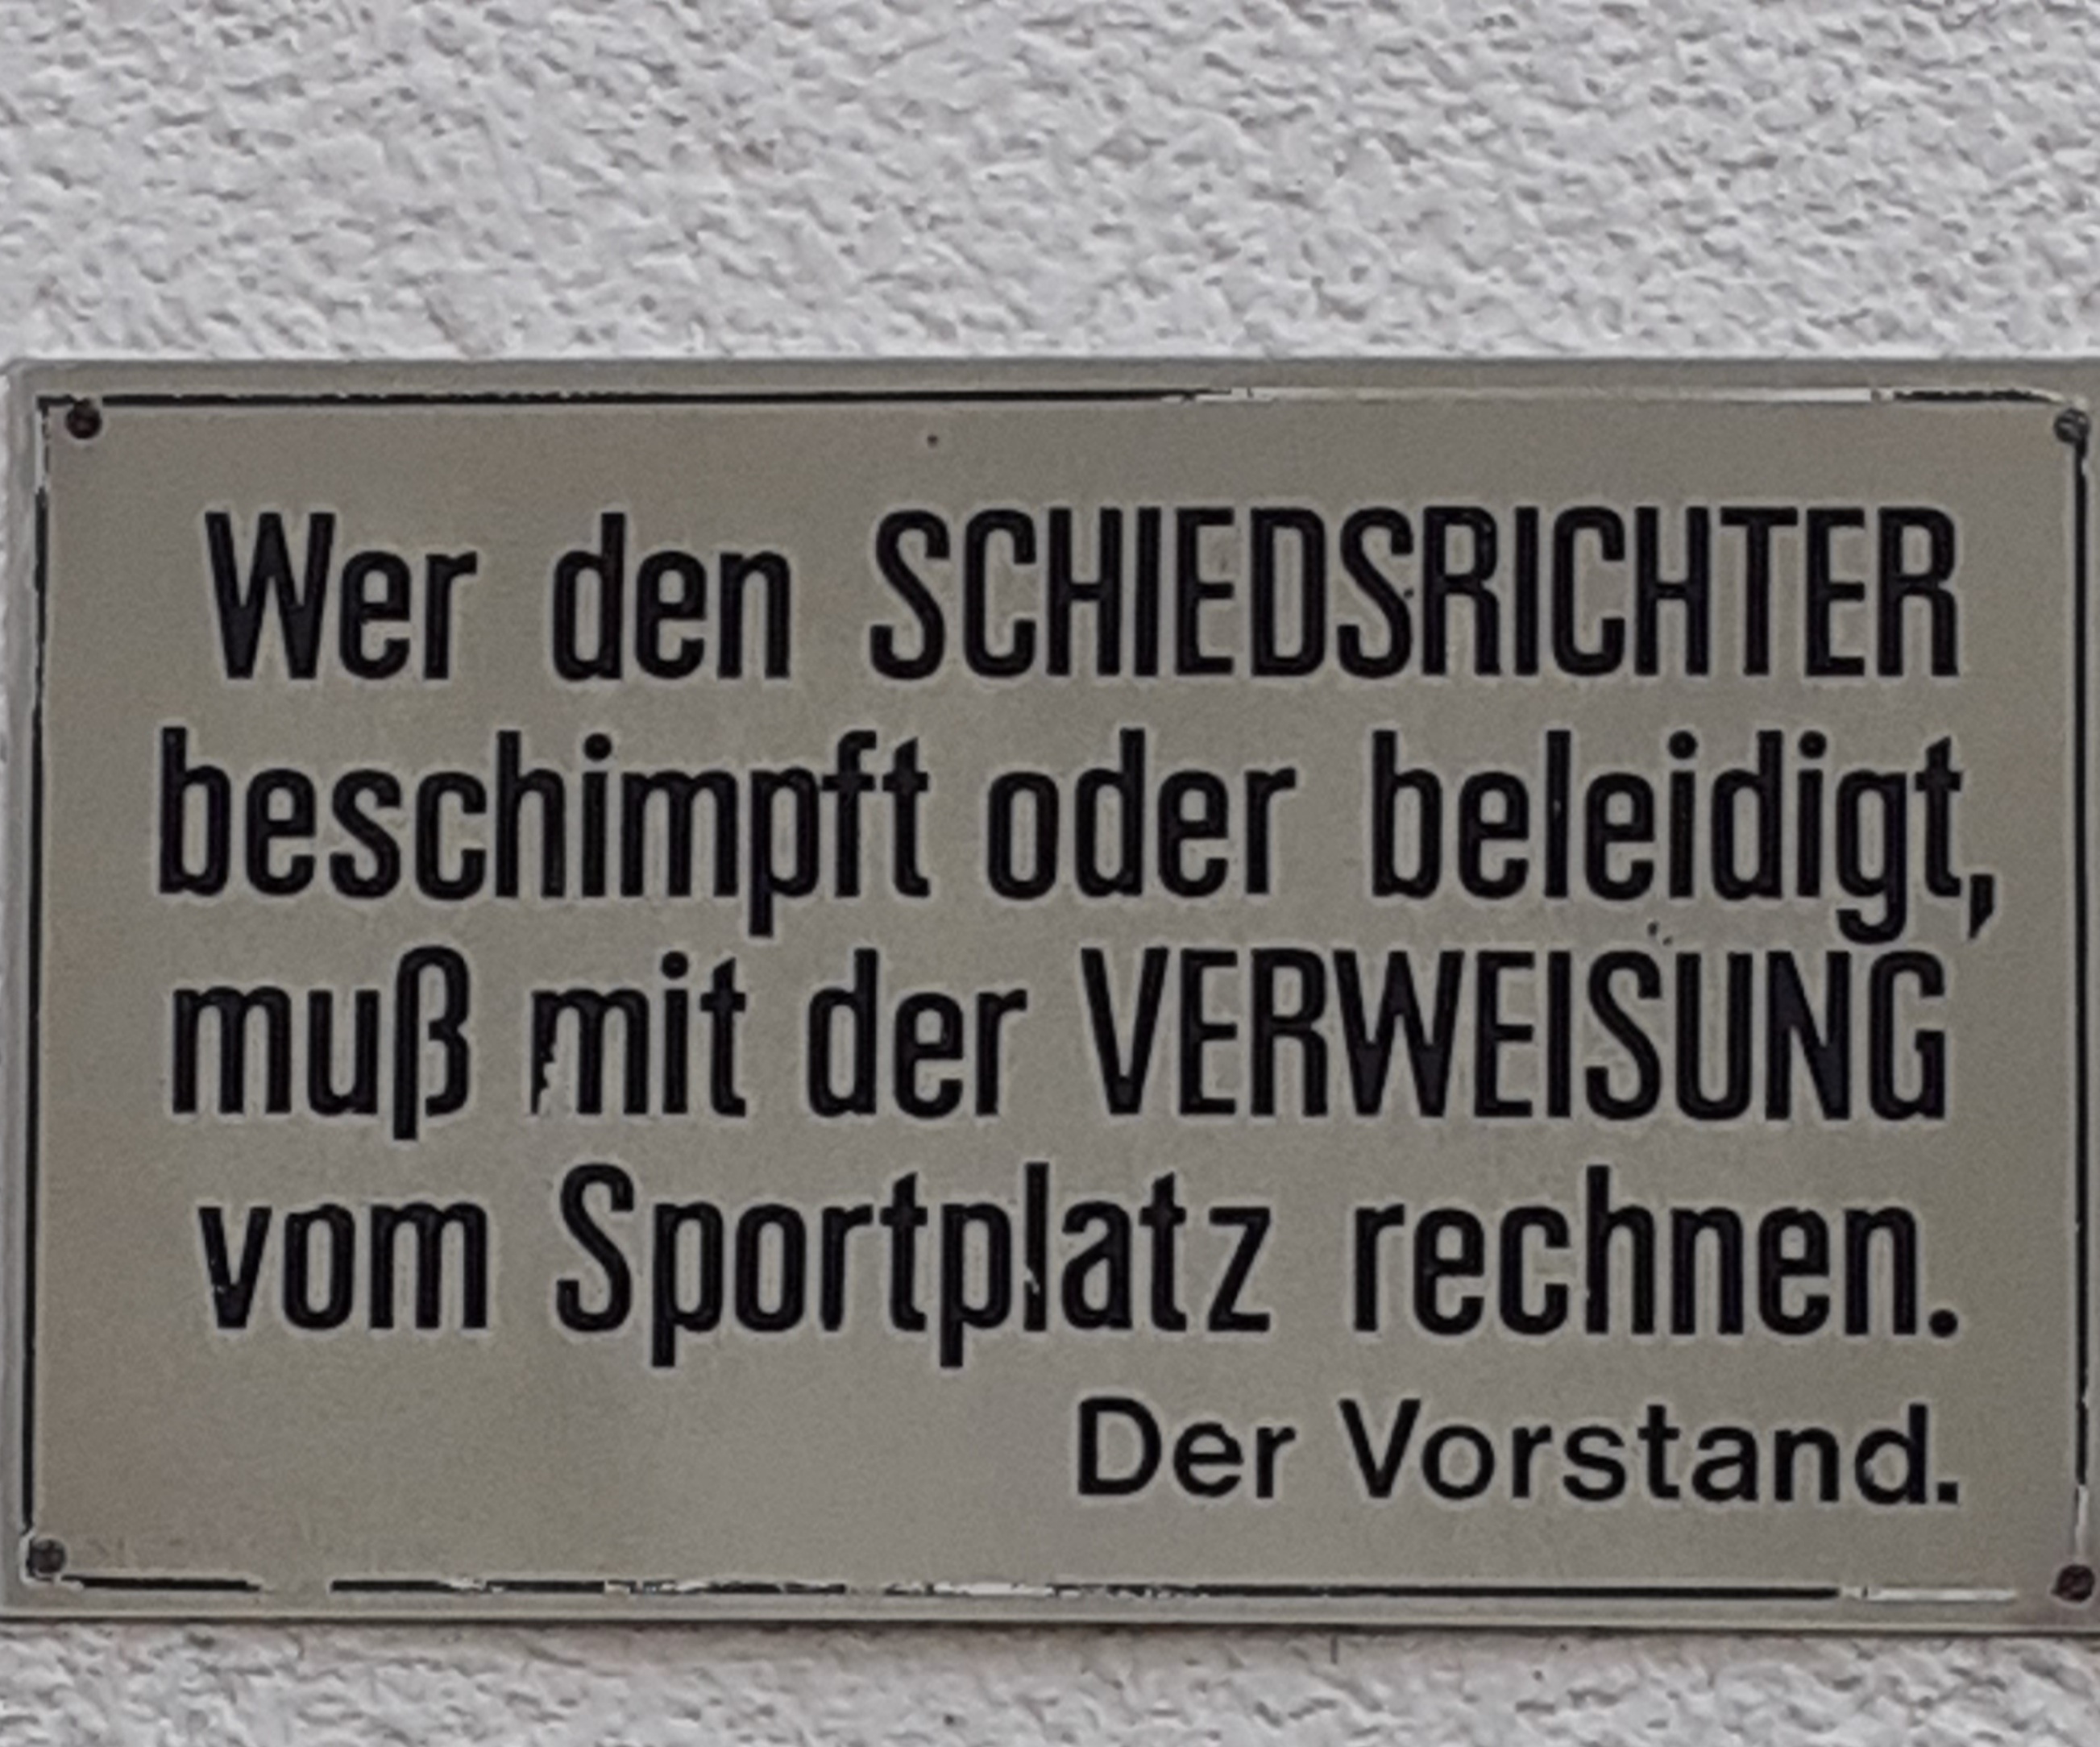 Wer den SCHIEDSRICHTER
beschimpft oder beleidigt,
muß mit der VERWEISUNG
vom Sportplatz rechnen.
Der Vorstand.